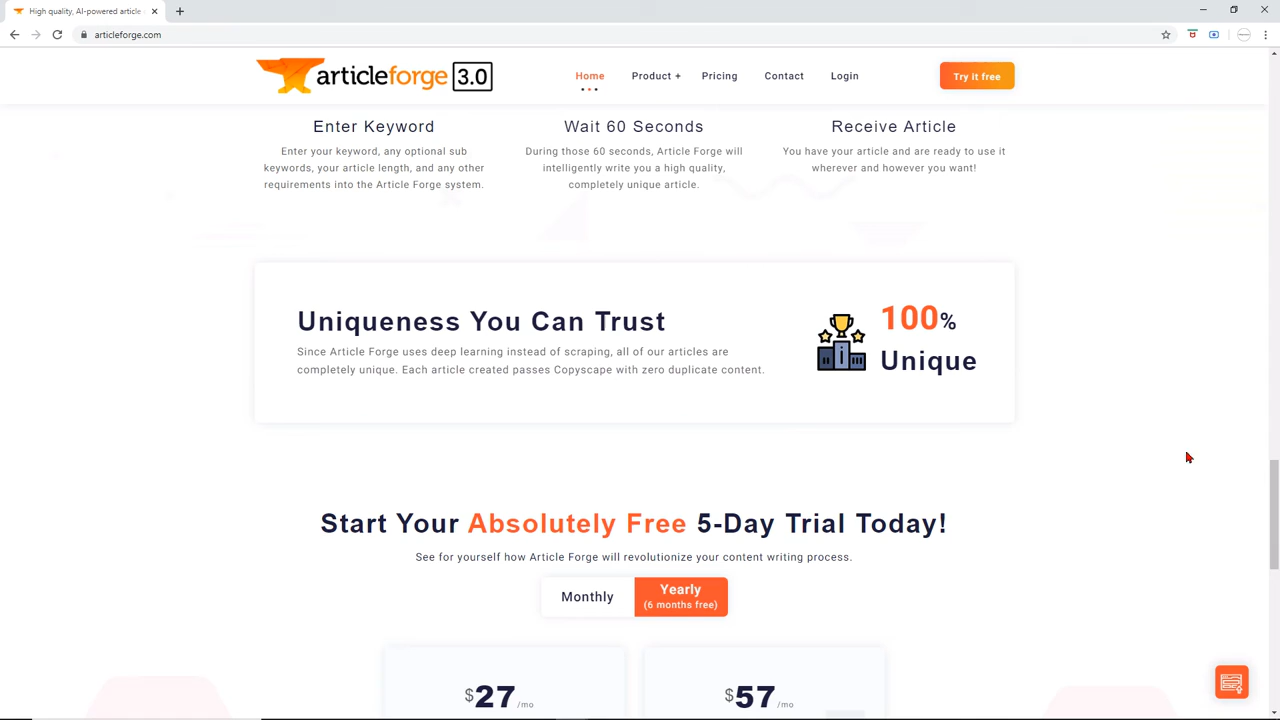 High quality, AI-powered article
articleforge.com
articleforge 3.0
Home
Product +
Pricing
Contact
Login
Try it free
Enter Keyword
Enter your keyword, any optional sub
keywords, your article length, and any other
requirements into the Article Forge system.
Wait 60 Seconds
During those 60 seconds, Article Forge will
intelligently write you a high quality,
completely unique article.
Receive Article
You have your article and are ready to use it
wherever and however you want!
Uniqueness You Can Trust
Since Article Forge uses deep learning instead of scraping, all of our articles are
completely unique. Each article created passes Copyscape with zero duplicate content.
100%
Unique
Start Your Absolutely Free 5-Day Trial Today!
See for yourself how Article Forge will revolutionize your content writing process.
Monthly
Yearly
(6 months free)
$27 /mo
$57 /mo